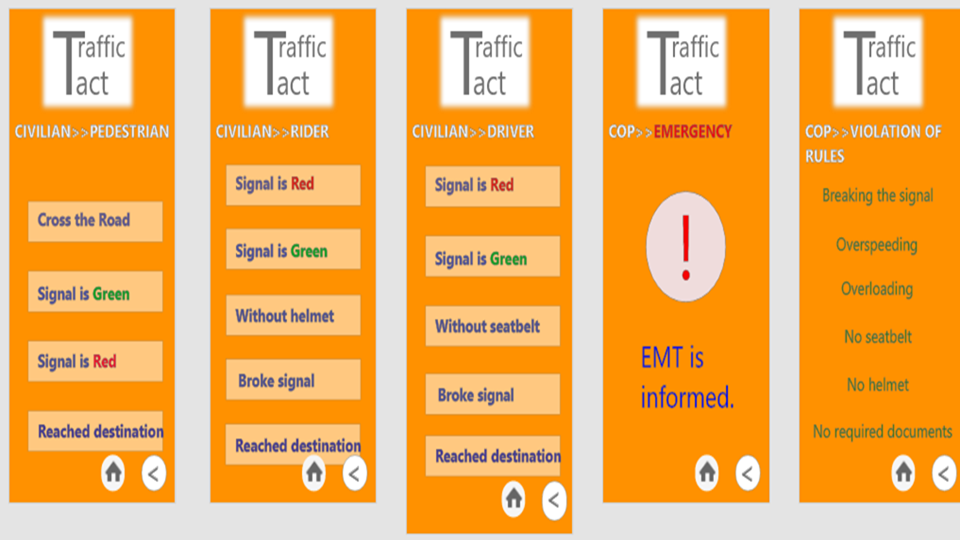 Traffic
Tact
CIVILIAN>>PEDESTRIAN
Cross the Road
Signal is Green
Signal is Red
Reached destination
<
Traffic
Tact
CIVILIAN>>RIDER
Signal is Red
Signal is Green
Without helmet
Broke signal
Reached destination
<
Traffic
Tact
CIVILIAN>>DRIVER
Signal is Red
Signal is Green
Without seatbelt
Broke signal
Reached destination
<
Traffic
Tact
COP>>EMERGENCY
!
EMT is
informed.
<
Traffic
Tact
COP>>VIOLATION OF
RULES
Breaking the signal
Overspeeding
Overloading
No seatbelt
No helmet
No required documents
<